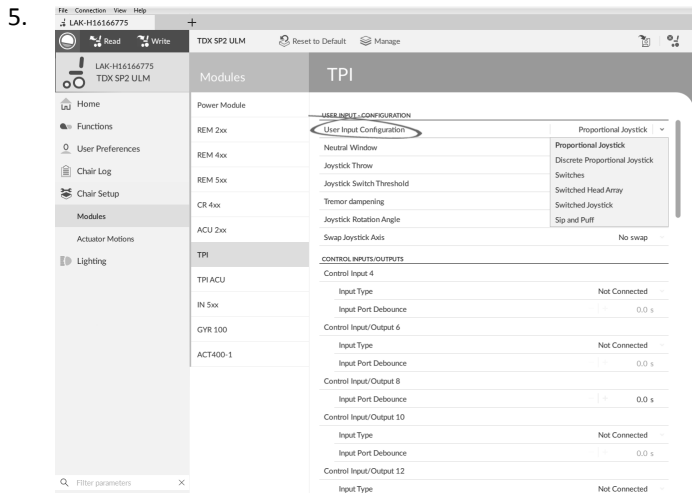 5.
File Connection View Help
LAK-H16166775 +
Read Write TDX SP2 ULM Reset to Default Manage
LAK-H16166775
TDX SP2 ULM
Modules
TPI
Home
Functions
User Preferences
Chair Log
Chair Setup
Modules
Actuator Motions
Lighting
Filter parameters ×
Power Module
REM 2xx
REM 4xx
REM 5xx
CR 4xx
ACU 2xx
TPI
TPI ACU
IN 5xx
GYR 100
ACT400-1
USER INPUT - CONFIGURATION
User Input Configuration Proportional Joystick
Neutral Window
Joystick Throw
Joystick Switch Threshold
Tremor dampening
Joystick Rotation Angle
Swap Joystick Axis No swap
Proportional Joystick
Discrete Proportional Joystick
Switches
Switched Head Array
Switched Joystick
Sip and Puff
CONTROL INPUTS/OUTPUTS
Control Input 4
Input Type Not Connected
Input Port Debounce 0.0 s
Control Input/Output 6
Input Type Not Connected
Input Port Debounce 0.0 s
Control Input/Output 8
Input Port Debounce + 0.0 s
Control Input/Output 10
Input Type Not Connected
Input Port Debounce 0.0 s
Control Input/Output 12
Input Type Not Connected